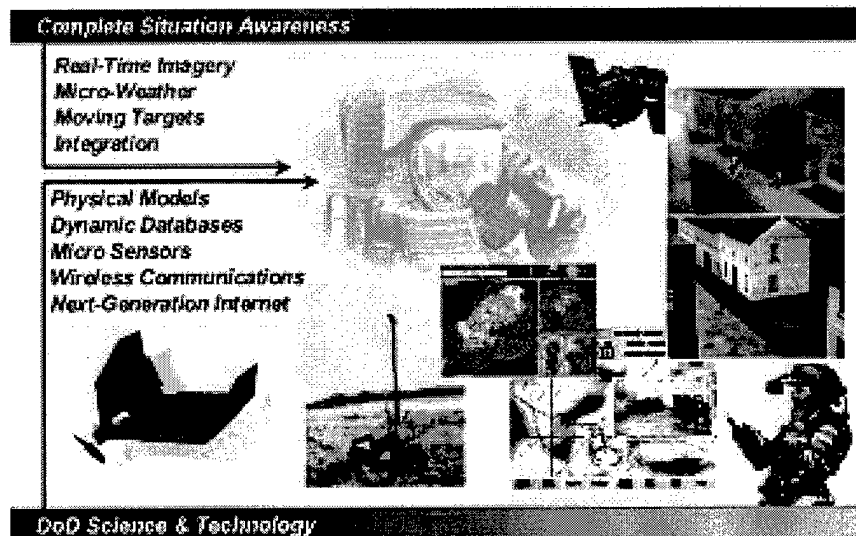 Complete Situation Awareness
Real-Time Imagery
Micro-Weather
Moving Targets
Integration
Physical Models
Dynamic Databases
Micro Sensors
Wireless Communications
Next-Generation Internet
DoD Science & Technology